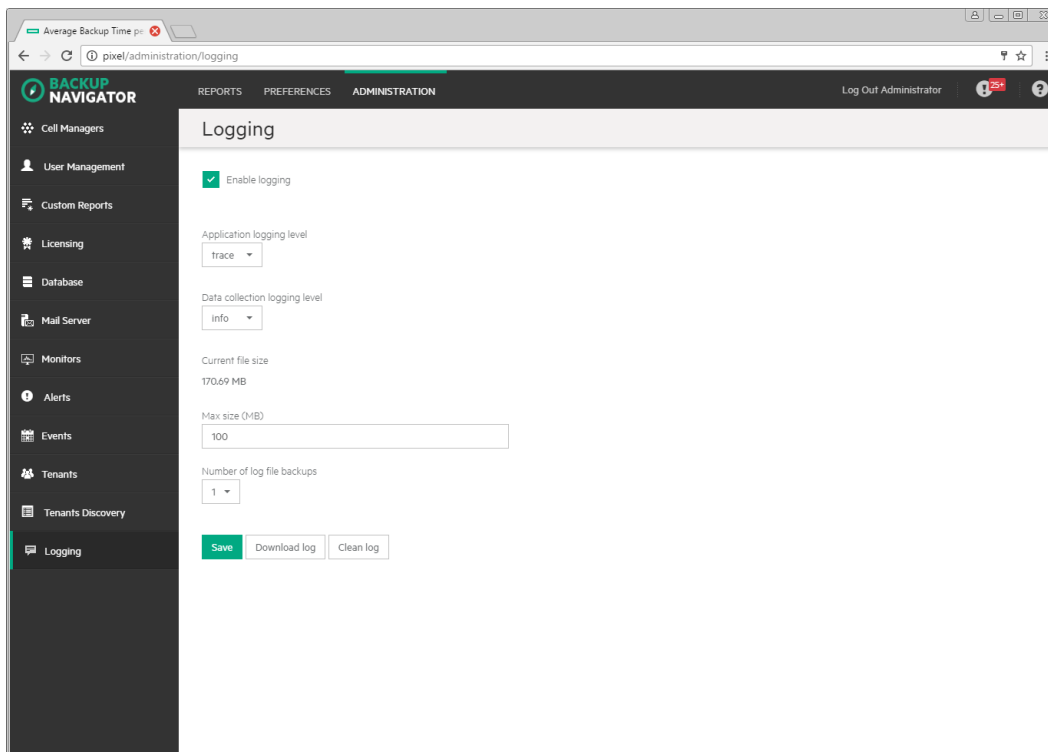 Average Backup Time pe
pixel/administration/logging
BACKUP
NAVIGATOR
REPORTS PREFERENCES ADMINISTRATION Log Out Administrator 25+
Cell Managers
User Management
Custom Reports
Licensing
Database
Mail Server
Monitors
Alerts
Events
Tenants
Tenants Discovery
Logging
Logging
Enable logging
Application logging level
trace
Data collection logging level
info
Current file size
170.69 MB
Max size (MB)
100
Number of log file backups
1
Save Download log Clean log